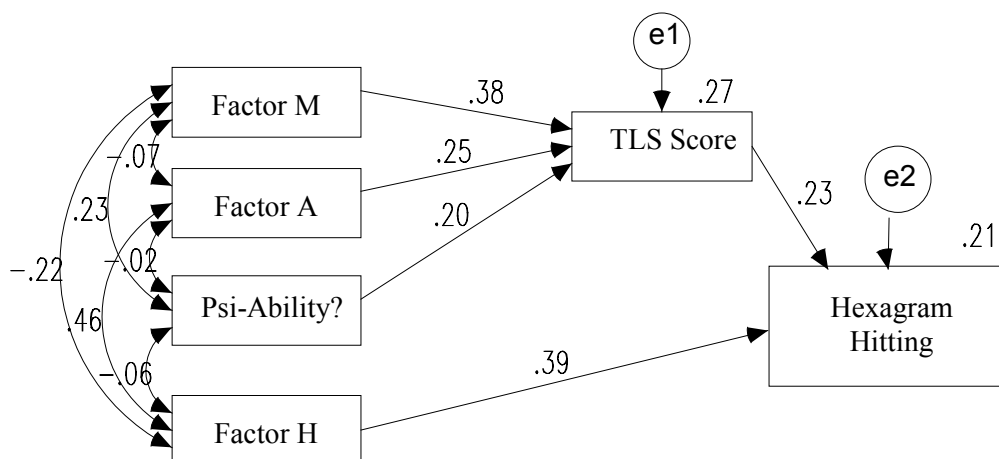 e1
Factor M
.38
.27
TLS Score
-.07
.25
e2
Factor A
.23
.20
.23
-.02
.21
-.22
Psi-Ability?
Hexagram
Hitting
.46
-.06
.39
Factor H